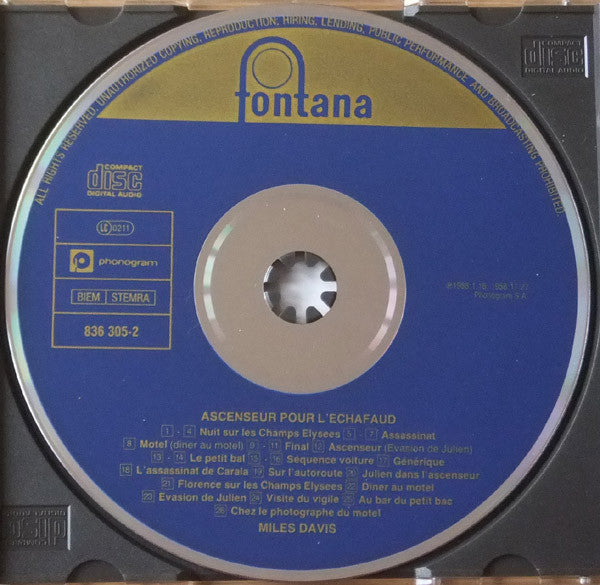 ALL RIGHTS RESERVED. UNAUTHORIZED COPYING, REPRODUCTION, HIRING, LENDING, PUBLIC PERFORMANCE AND BROADCASTING PROHIBITED.
fontana
COMPACT
disc
DIGITAL AUDIO
COMPACT
disc
DIGITAL AUDIO
LC 0211
phonogram
BIEM STEMRA
836 305-2
Phonogram S.A.
ASCENSEUR POUR L'ECHAFAUD
1 - 4 Nuit sur les Champs Elysees 5 - 7 Assassinat
8 Motel (diner au motel) 9 - 11 Final 12 Ascenseur (Evasion de Julien)
13 - 14 Le petit bal 15 - 16 Séquence voiture 17 Générique
18 L'assassinat de Carala 19 Sur l'autoroute 20 Julien dans l'ascenseur
21 Florence sur les Champs Elysees 22 Diner au motel
23 Evasion de Julien 24 Visite du vigile 25 Au bar du petit bac
26 Chez le photographe du motel
MILES DAVIS
COMPACT
disc
DIGITAL AUDIO